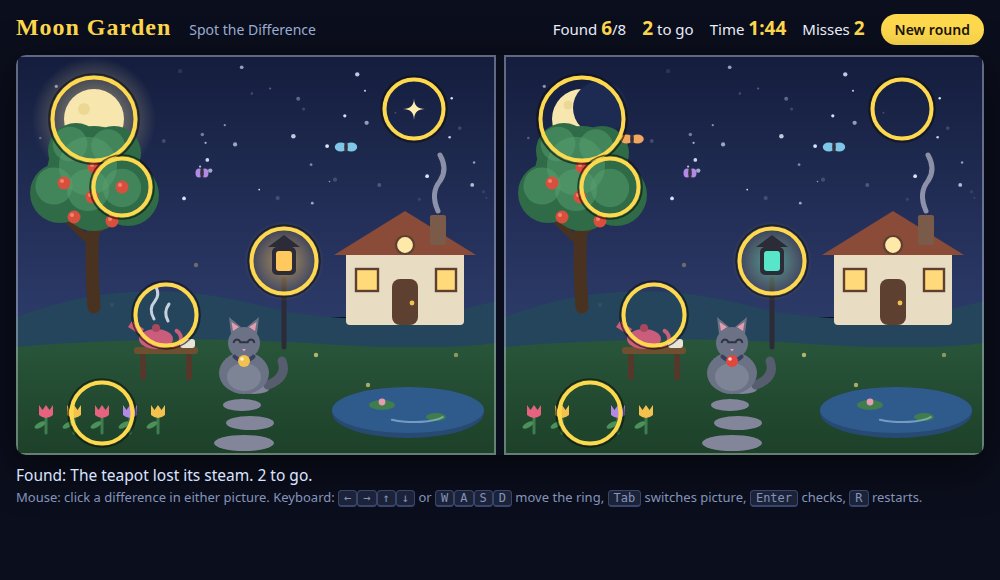 Moon Garden Spot the Difference Found 6/8 2 to go Time 1:44 Misses 2 New round
Found: The teapot lost its steam. 2 to go.
Mouse: click a difference in either picture. Keyboard: ← → ↑ ↓ or W A S D move the ring, Tab switches picture, Enter checks, R restarts.